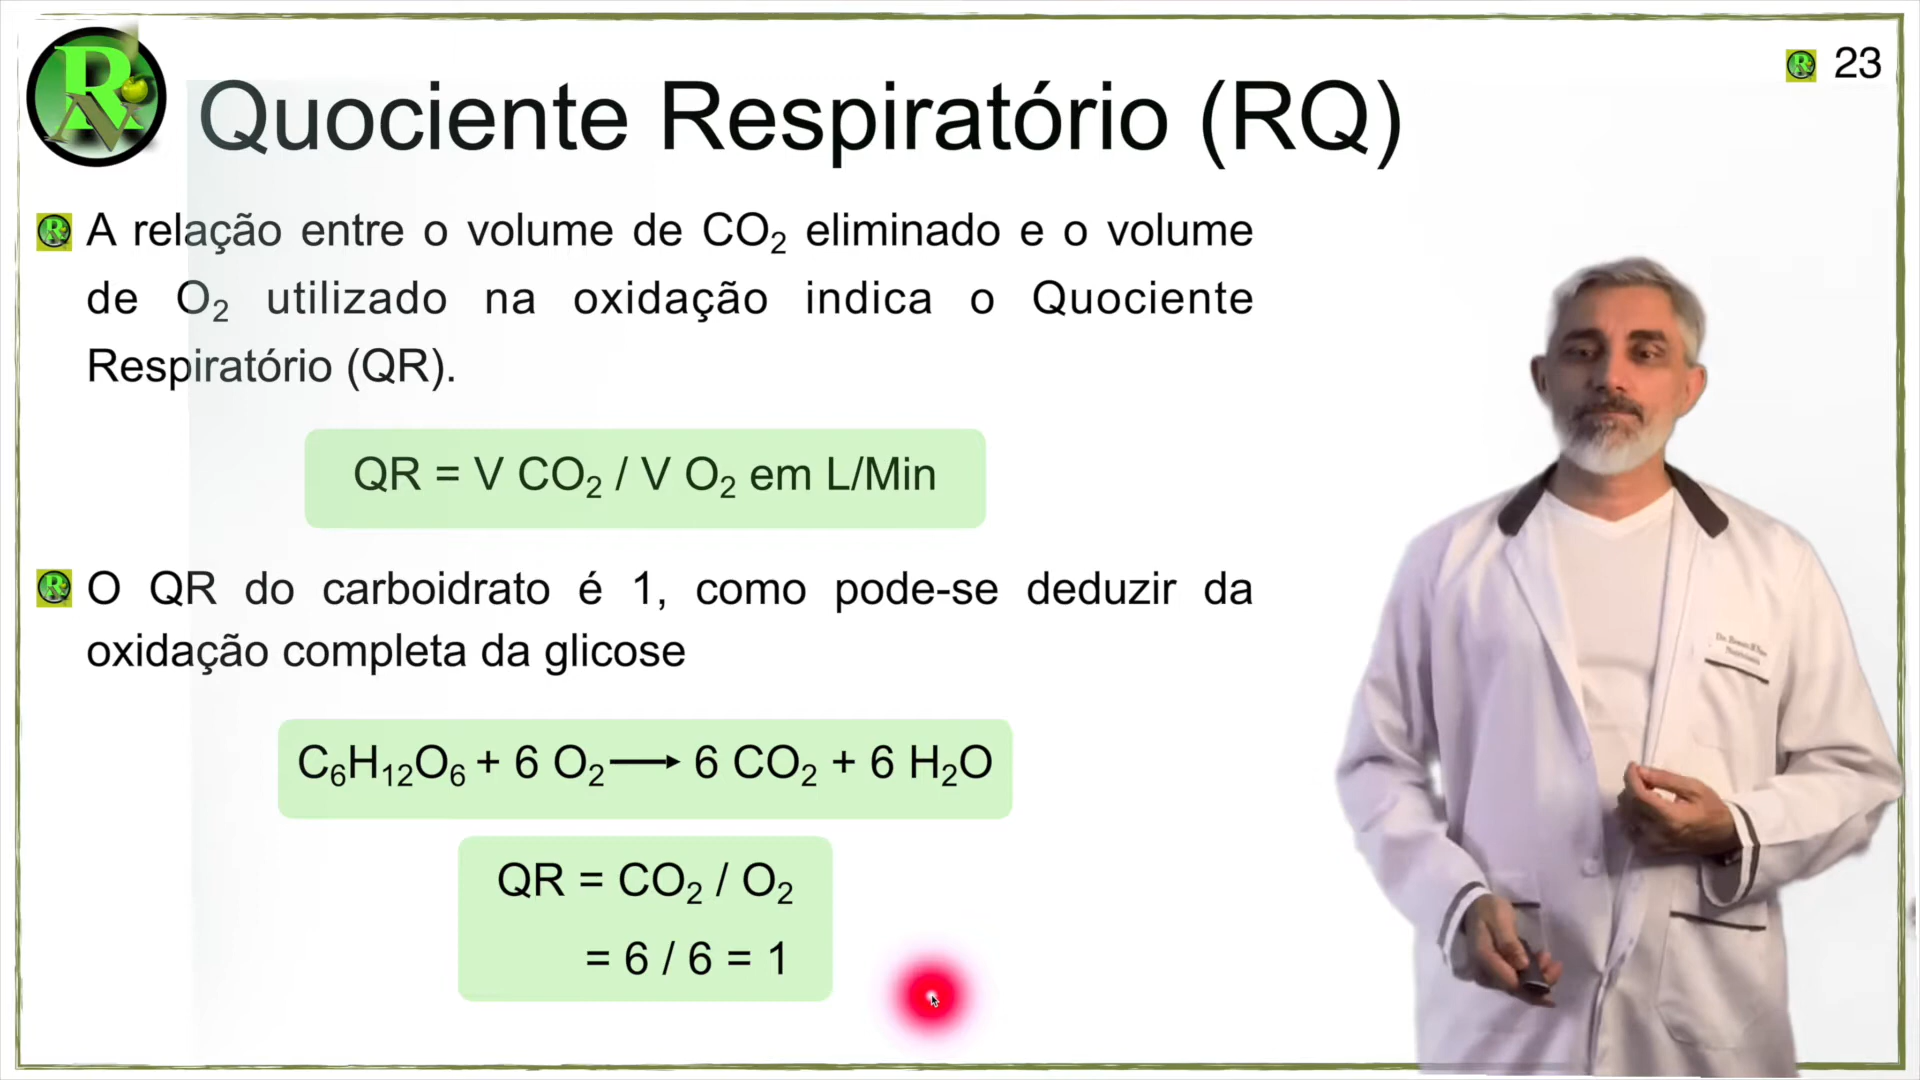 23
Quociente Respiratório (RQ)
A relação entre o volume de CO₂ eliminado e o volume
de O₂ utilizado na oxidação indica o Quociente
Respiratório (QR).
QR = V CO₂ / V O₂ em L/Min
O QR do carboidrato é 1, como pode-se deduzir da
oxidação completa da glicose
C₆H₁₂O₆ + 6 O₂ → 6 CO₂ + 6 H₂O
QR = CO₂ / O₂
= 6 / 6 = 1